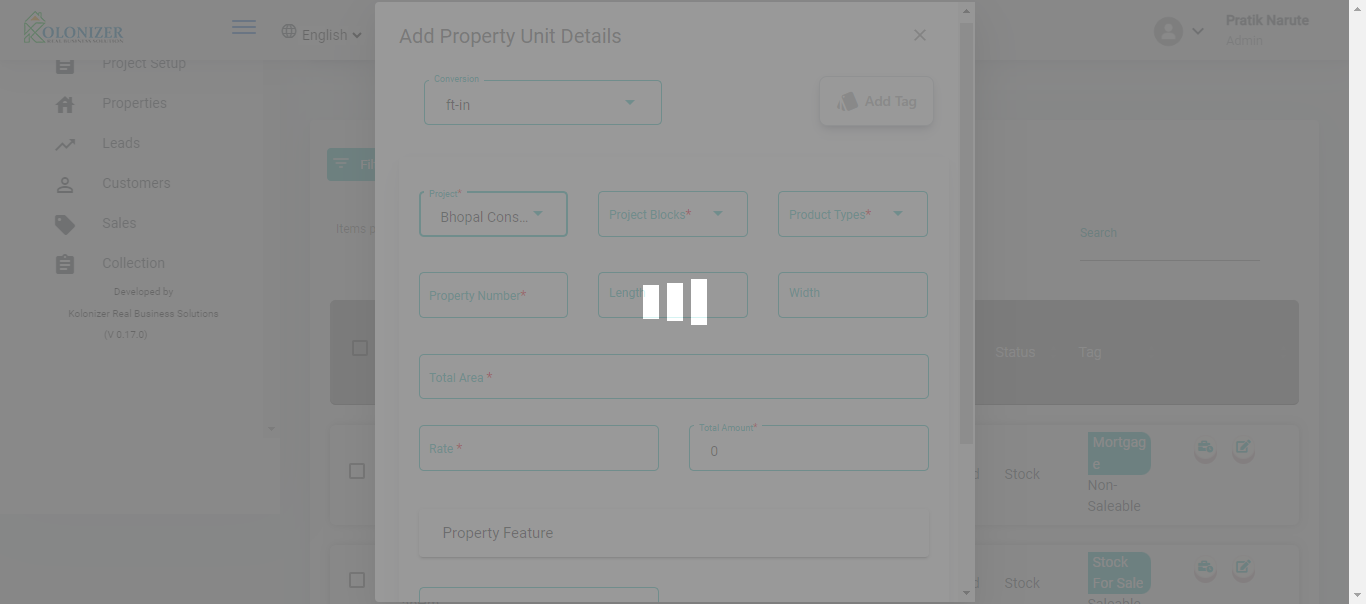 KOLONIZER
English
Pratik Narute
Admin
Add Property Unit Details
Project Setup
Properties
Leads
Customers
Sales
Collection
Developed by
Kolonizer Real Business Solutions
(V 0.17.0)
Fil
Items p
Conversion
ft-in
Add Tag
Project*
Bhopal Cons...
Project Blocks*
Product Types*
Property Number*
Length
Width
Total Area *
Rate *
Total Amount*
0
Property Feature
Search
Status
Tag
d
Stock
Mortgag
e
Non-
Saleable
d
Stock
Stock
For Sale
Saleable